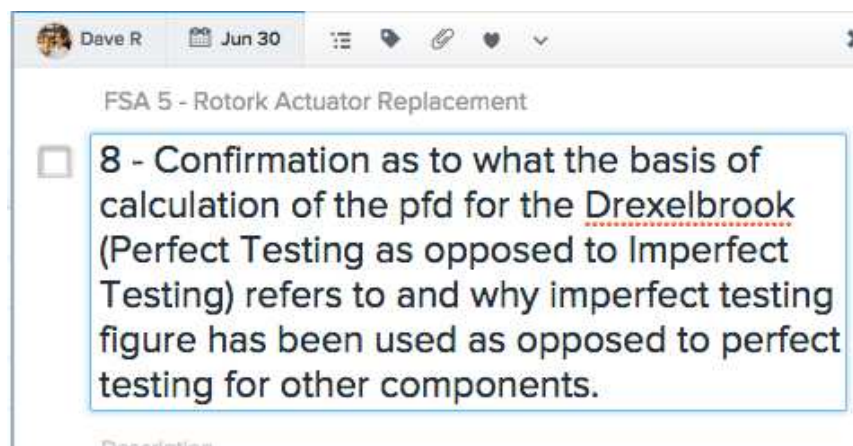 Dave R Jun 30
FSA 5 - Rotork Actuator Replacement
8 - Confirmation as to what the basis of
calculation of the pfd for the Drexelbrook
(Perfect Testing as opposed to Imperfect
Testing) refers to and why imperfect testing
figure has been used as opposed to perfect
testing for other components.
Description